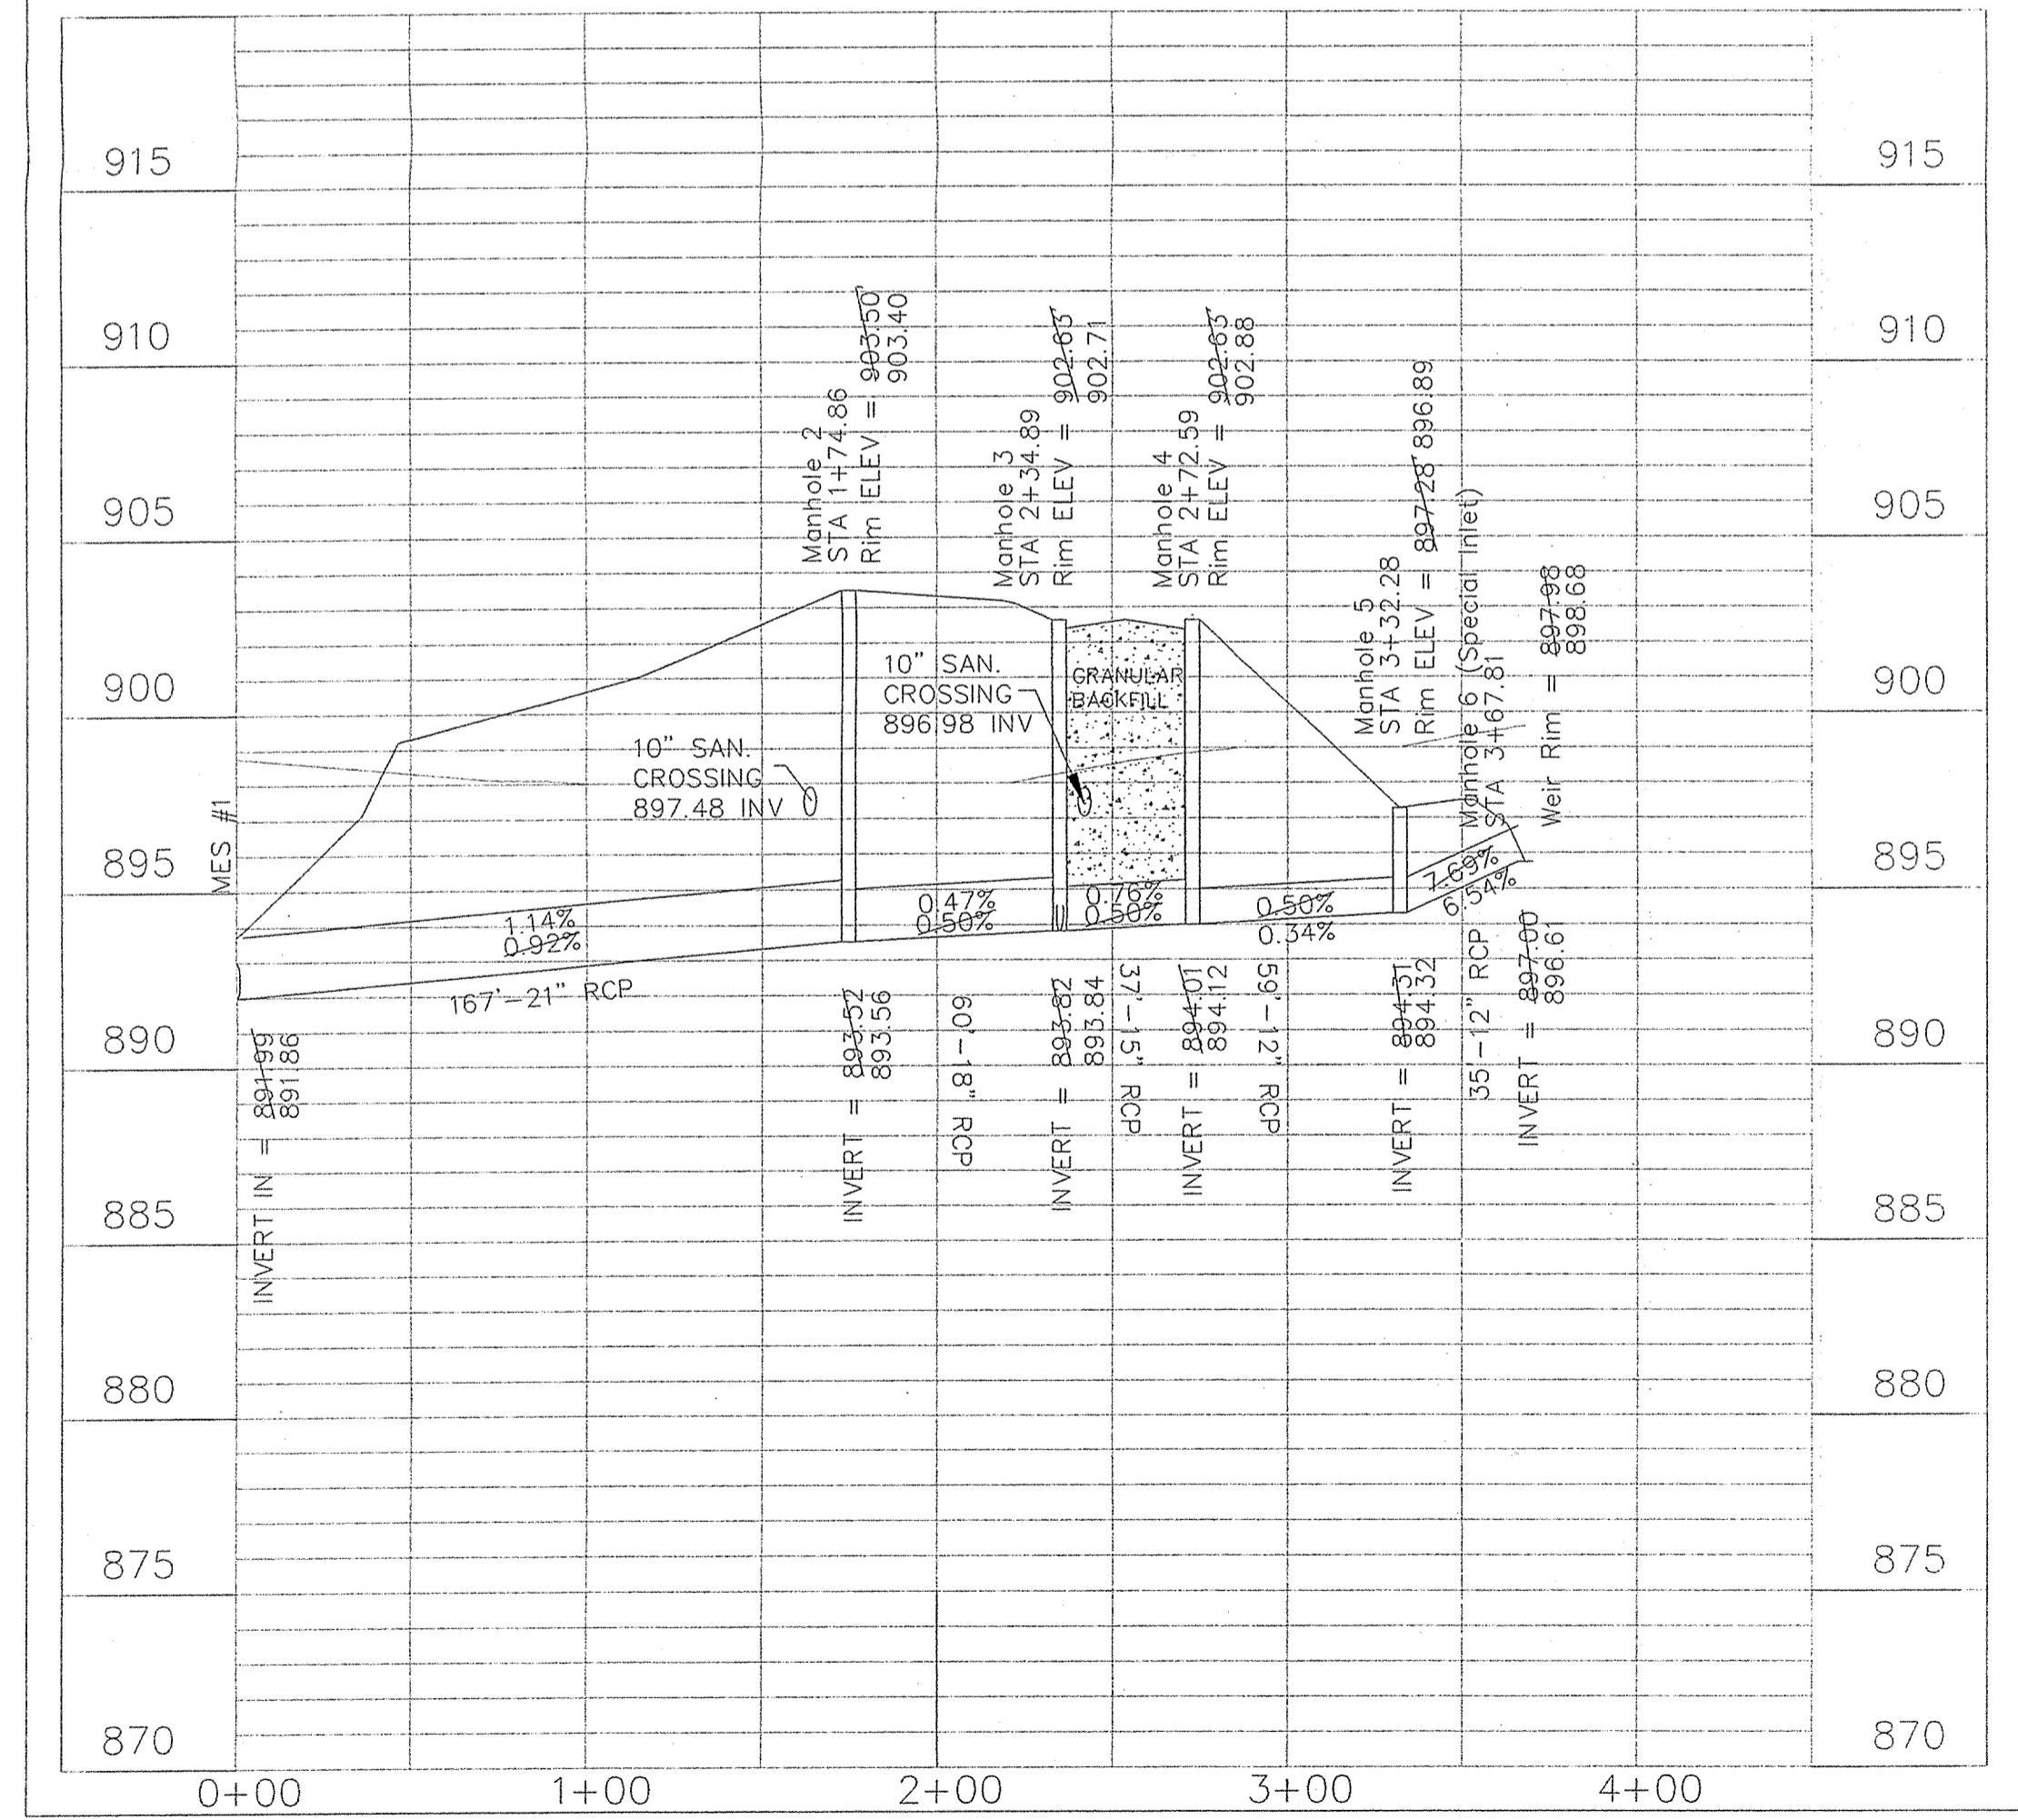 915
915
910
910
905
905
900
900
895
895
890
890
885
885
880
880
875
875
870
870
0+00
1+00
2+00
3+00
4+00
MES #1
Manhole 2
STA 1+74.86
Rim ELEV = 903.50'
903.40
Manhole 3
STA 2+34.89
Rim ELEV = 902.63'
902.71
Manhole 4
STA 2+72.59
Rim ELEV = 902.63'
902.88
Manhole 5
STA 3+32.28
Rim ELEV = 897.28' 896.89
Manhole 6 (Special Inlet)
STA 3+67.81
Weir Rim = 897.98
898.68
10" SAN.
CROSSING
897.48 INV
10" SAN.
CROSSING
896.98 INV
GRANULAR
BACKFILL
1.14%
0.92%
0.47%
0.50%
0.76%
0.50%
0.50%
0.34%
7.69%
6.54%
167'-21" RCP
60'-18" RCP
37'-15" RCP
59'-12" RCP
35'-12" RCP
INVERT IN = 891.99
891.86
INVERT = 893.52
893.56
INVERT = 893.82
893.84
INVERT = 894.01
894.12
INVERT = 894.31
894.32
INVERT = 897.00
896.61